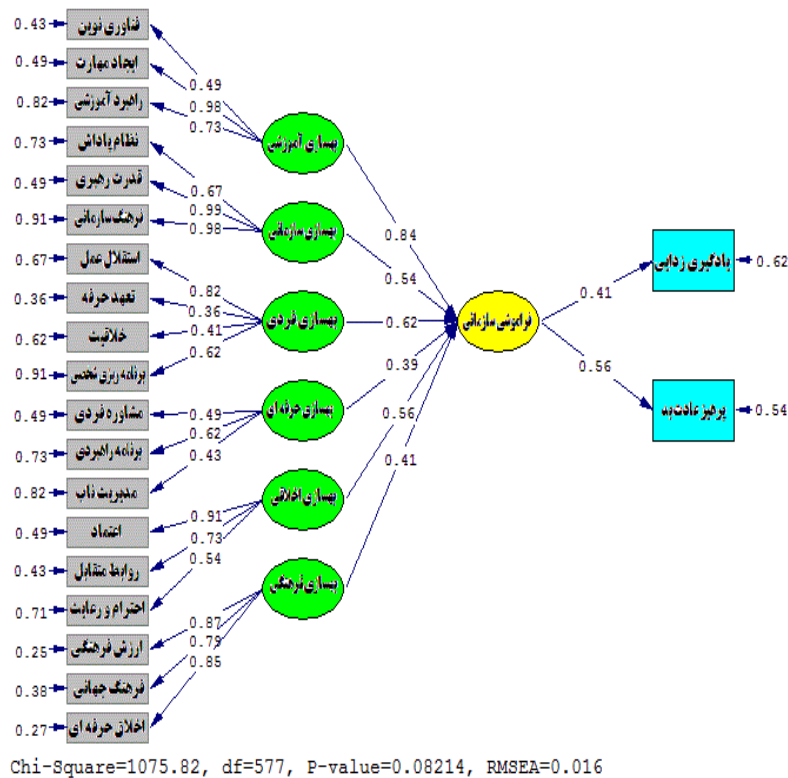 0.43 فناوری نوین
0.49 ایجاد مهارت
0.82 راهبرد آموزشی
0.73 نظام پاداش
0.49 قدرت رهبری
0.91 فرهنگ سازمانی
0.67 استقلال عمل
0.36 تعهد حرفه
0.62 خلاقیت
0.91 برنامه ریزی شخصی
0.49 مشاوره فردی
0.73 برنامه راهبردی
0.82 مدیریت ناب
0.49 اعتماد
0.43 روابط متقابل
0.71 احترام و رعایت
0.25 ارزش فرهنگی
0.38 فرهنگ جهانی
0.27 اخلاق حرفه ای
0.49
0.98
0.73
0.67
0.99
0.98
0.82
0.36
0.41
0.62
0.49
0.62
0.43
0.91
0.73
0.54
0.87
0.79
0.85
بهسازی آموزشی
بهسازی سازمانی
بهسازی فردی
بهسازی حرفه ای
بهسازی اخلاقی
بهسازی فرهنگی
0.84
0.54
0.62
0.39
0.56
0.41
فراموشی سازمانی
0.41
0.56
یادگیری زدایی 0.62
پرهیز عادت بد 0.54
Chi-Square=1075.82, df=577, P-value=0.08214, RMSEA=0.016